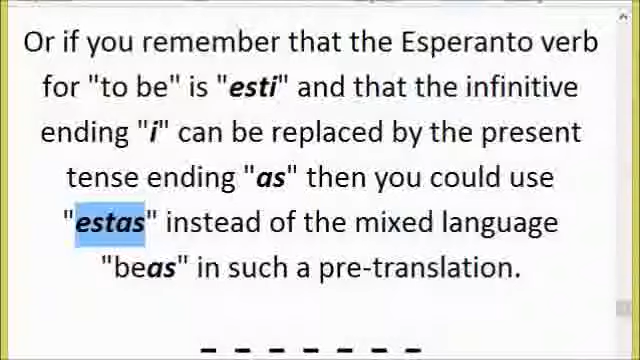 Or if you remember that the Esperanto verb
for "to be" is "esti" and that the infinitive
ending "i" can be replaced by the present
tense ending "as" then you could use
"estas" instead of the mixed language
"beas" in such a pre-translation.
_ _ _ _ _ _ _